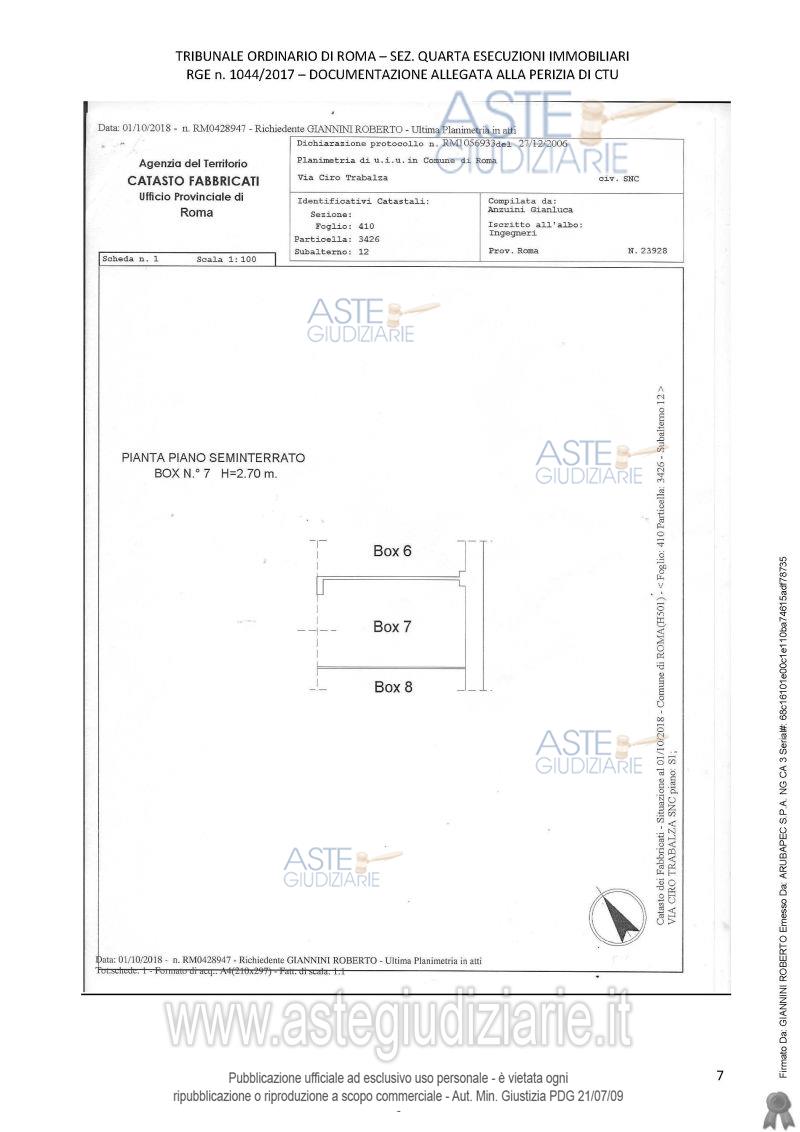 TRIBUNALE ORDINARIO DI ROMA – SEZ. QUARTA ESECUZIONI IMMOBILIARI
RGE n. 1044/2017 – DOCUMENTAZIONE ALLEGATA ALLA PERIZIA DI CTU
Data: 01/10/2018 - n. RM0428947 - Richiedente GIANNINI ROBERTO - Ultima Planimetria in atti
Agenzia del Territorio
CATASTO FABBRICATI
Ufficio Provinciale di
Roma
Dichiarazione protocollo n. RM1056933del 27/12/2006
Planimetria di u.i.u. in Comune di Roma
Via Ciro Trabalza civ. SNC
Identificativi Catastali:
Sezione:
Foglio: 410
Particella: 3426
Subalterno: 12
Compilata da:
Anzuini Gianluca
Iscritto all'albo:
Ingegneri
Prov. Roma N. 23928
Scheda n. 1 Scala 1:100
ASTE
GIUDIZIARIE
ASTE
GIUDIZIARIE
ASTE
GIUDIZIARIE
PIANTA PIANO SEMINTERRATO
BOX N.° 7 H=2.70 m.
Box 6
Box 7
Box 8
ASTE
GIUDIZIARIE
ASTE
GIUDIZIARIE
Catasto dei Fabbricati - Situazione al 01/10/2018 - Comune di ROMA(H501) - < Foglio: 410 Particella: 3426 - Subalterno 12 >
VIA CIRO TRABALZA SNC piano: S1;
Data: 01/10/2018 - n. RM0428947 - Richiedente GIANNINI ROBERTO - Ultima Planimetria in atti
Tot.schede: 1 - Formato di acq.: A4(210x297) - Fatt. di scala: 1:1
www.astegiudiziarie.it
Pubblicazione ufficiale ad esclusivo uso personale - è vietata ogni
ripubblicazione o riproduzione a scopo commerciale - Aut. Min. Giustizia PDG 21/07/09
-
7
Firmato Da: GIANNINI ROBERTO Emesso Da: ARUBAPEC S.P.A. NG CA 3 Serial#: 68c16101e00c1e110ba74615adf78735